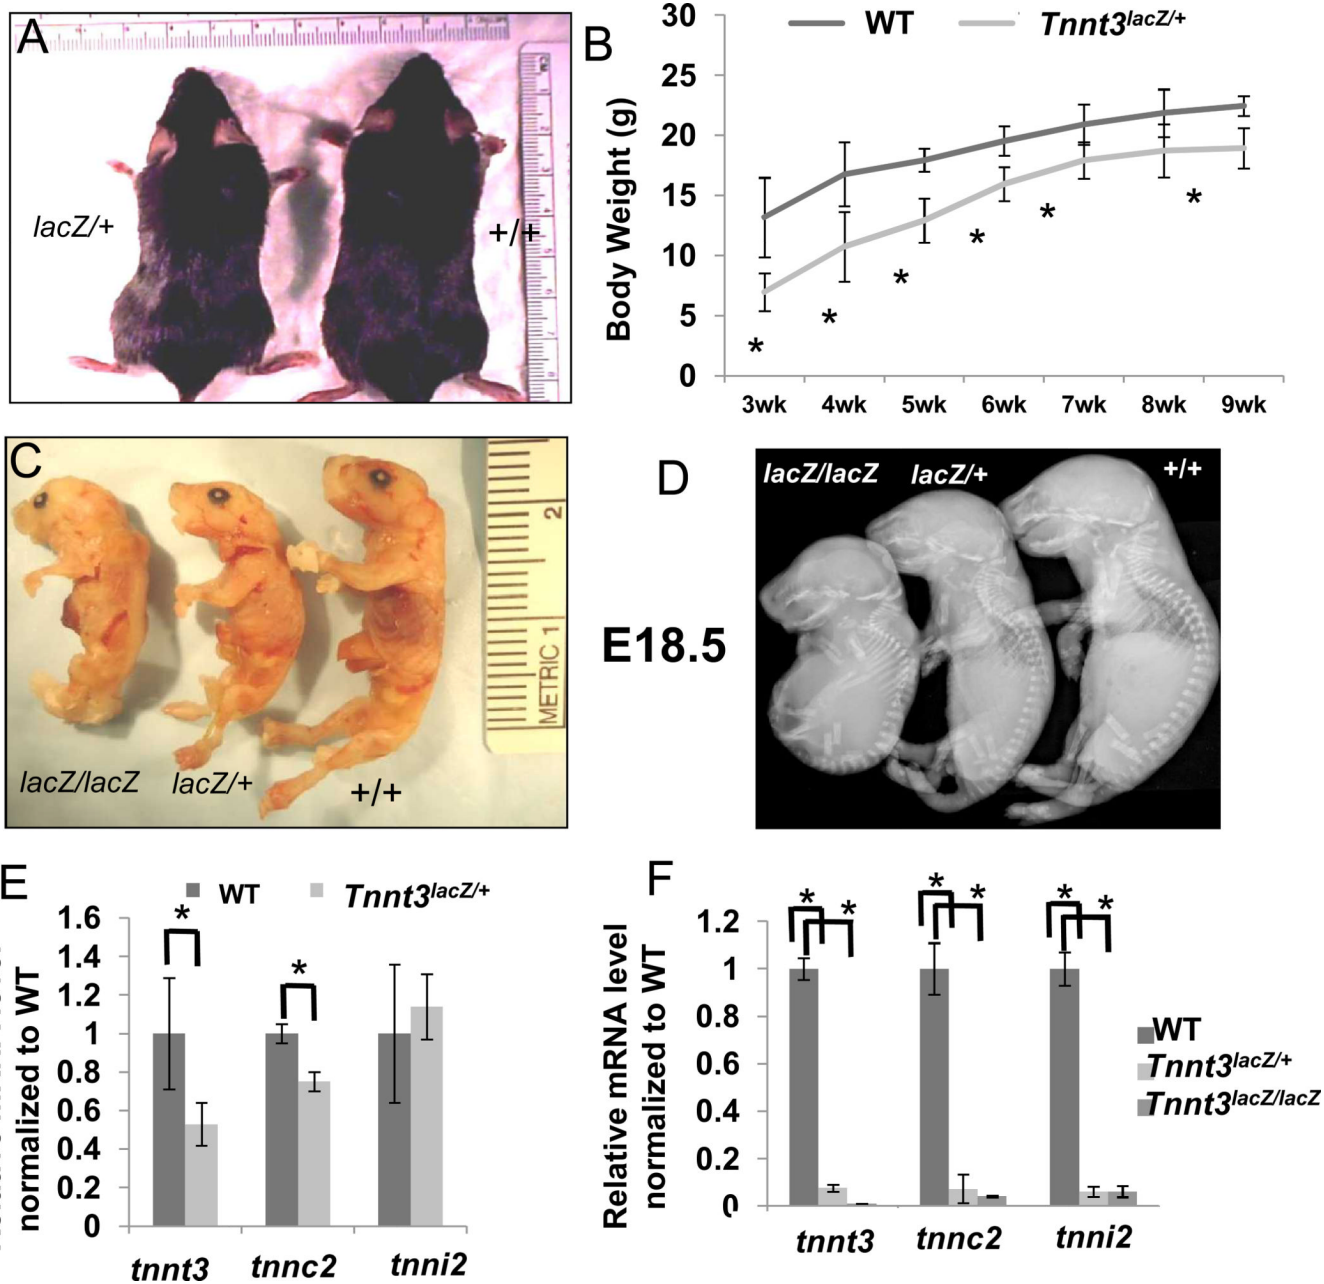 A
lacZ/+
+/+
CM
B
WT Tnnt3lacZ/+
Body Weight (g)
30
25
20
15
10
5
0
*
*
*
*
*
*
3wk 4wk 5wk 6wk 7wk 8wk 9wk
C
lacZ/lacZ lacZ/+ +/+
2
METRIC 1
D
E18.5
lacZ/lacZ lacZ/+ +/+
E
WT Tnnt3lacZ/+
normalized to WT
1.6
1.4
1.2
1
0.8
0.6
0.4
0.2
0
*
*
tnnt3 tnnc2 tnni2
F
Relative mRNA level
normalized to WT
1.2
1
0.8
0.6
0.4
0.2
0
* *
* *
* *
WT
Tnnt3lacZ/+
Tnnt3lacZ/lacZ
tnnt3 tnnc2 tnni2